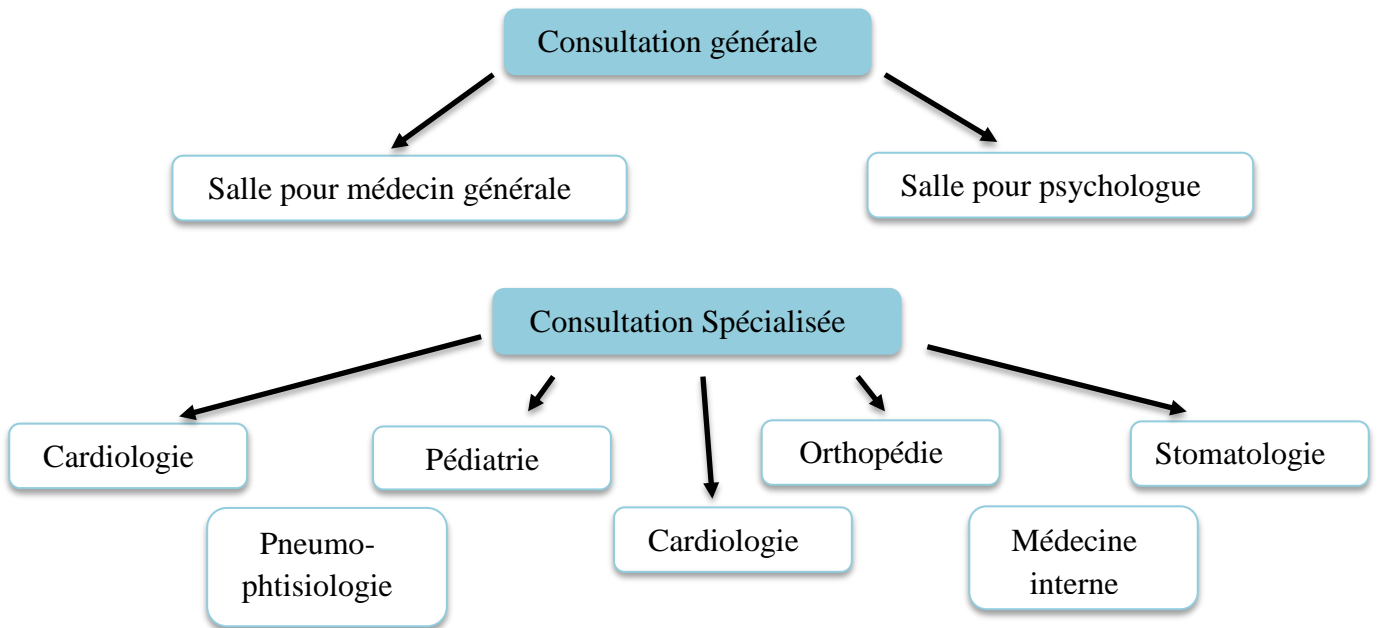 Consultation générale
Salle pour médecin générale
Salle pour psychologue
Consultation Spécialisée
Cardiologie
Pédiatrie
Orthopédie
Stomatologie
Pneumo-
phtisiologie
Cardiologie
Médecine
interne